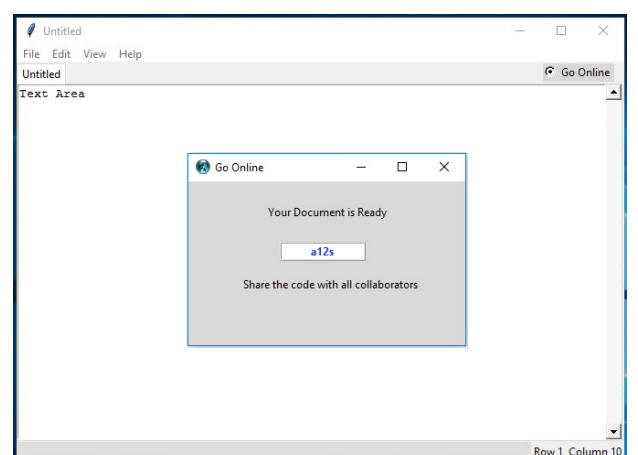 Untitled
File Edit View Help
Untitled
Go Online
Text Area
Go Online
Your Document is Ready
a12s
Share the code with all collaborators
Row 1, Column 10